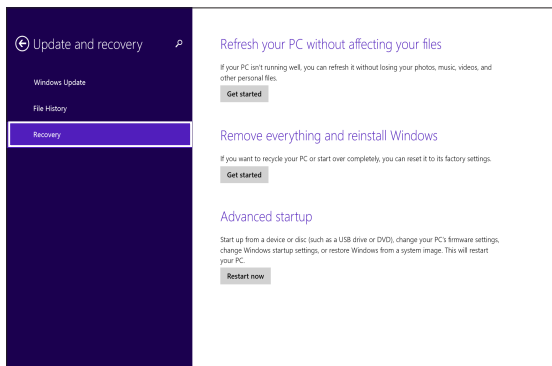 Update and recovery
Windows Update
File History
Recovery
Refresh your PC without affecting your files
If your PC isn't running well, you can refresh it without losing your photos, music, videos, and
other personal files.
Get started
Remove everything and reinstall Windows
If you want to recycle your PC or start over completely, you can reset it to its factory settings.
Get started
Advanced startup
Start up from a device or disc (such as a USB drive or DVD), change your PC's firmware settings,
change Windows startup settings, or restore Windows from a system image. This will restart
your PC.
Restart now